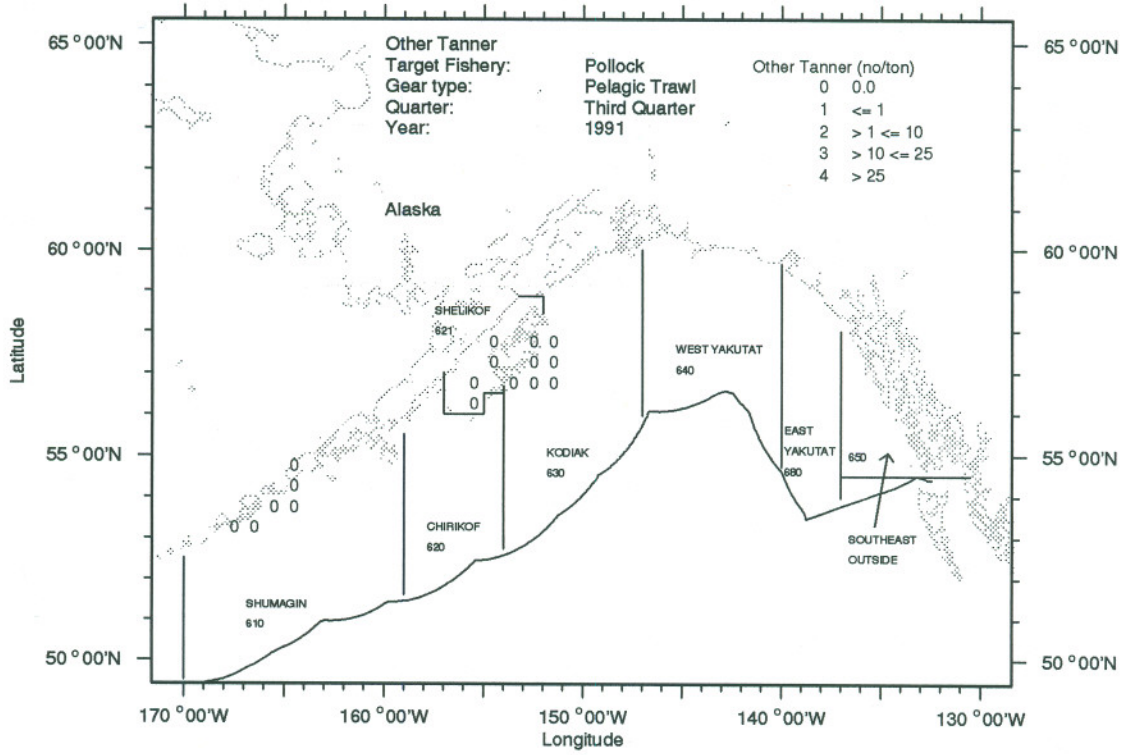 Other Tanner
Target Fishery: Pollock
Gear type: Pelagic Trawl
Quarter: Third Quarter
Year: 1991
Other Tanner (no/ton)
0 0.0
1 <= 1
2 > 1 <= 10
3 > 10 <= 25
4 > 25
65 °00'N
65 °00'N
Alaska
60 °00'N
60 °00'N
SHELIKOF
621
0 0 0
0 0 0
0 0 0 0
0
WEST YAKUTAT
640
EAST
YAKUTAT
680
650
KODIAK
630
55 °00'N
55 °00'N
0
0
0 0
0 0
CHIRIKOF
620
SOUTHEAST
OUTSIDE
SHUMAGIN
610
50 °00'N
50 °00'N
Latitude
170 °00'W 160 °00'W 150 °00'W 140 °00'W 130 °00'W
Longitude